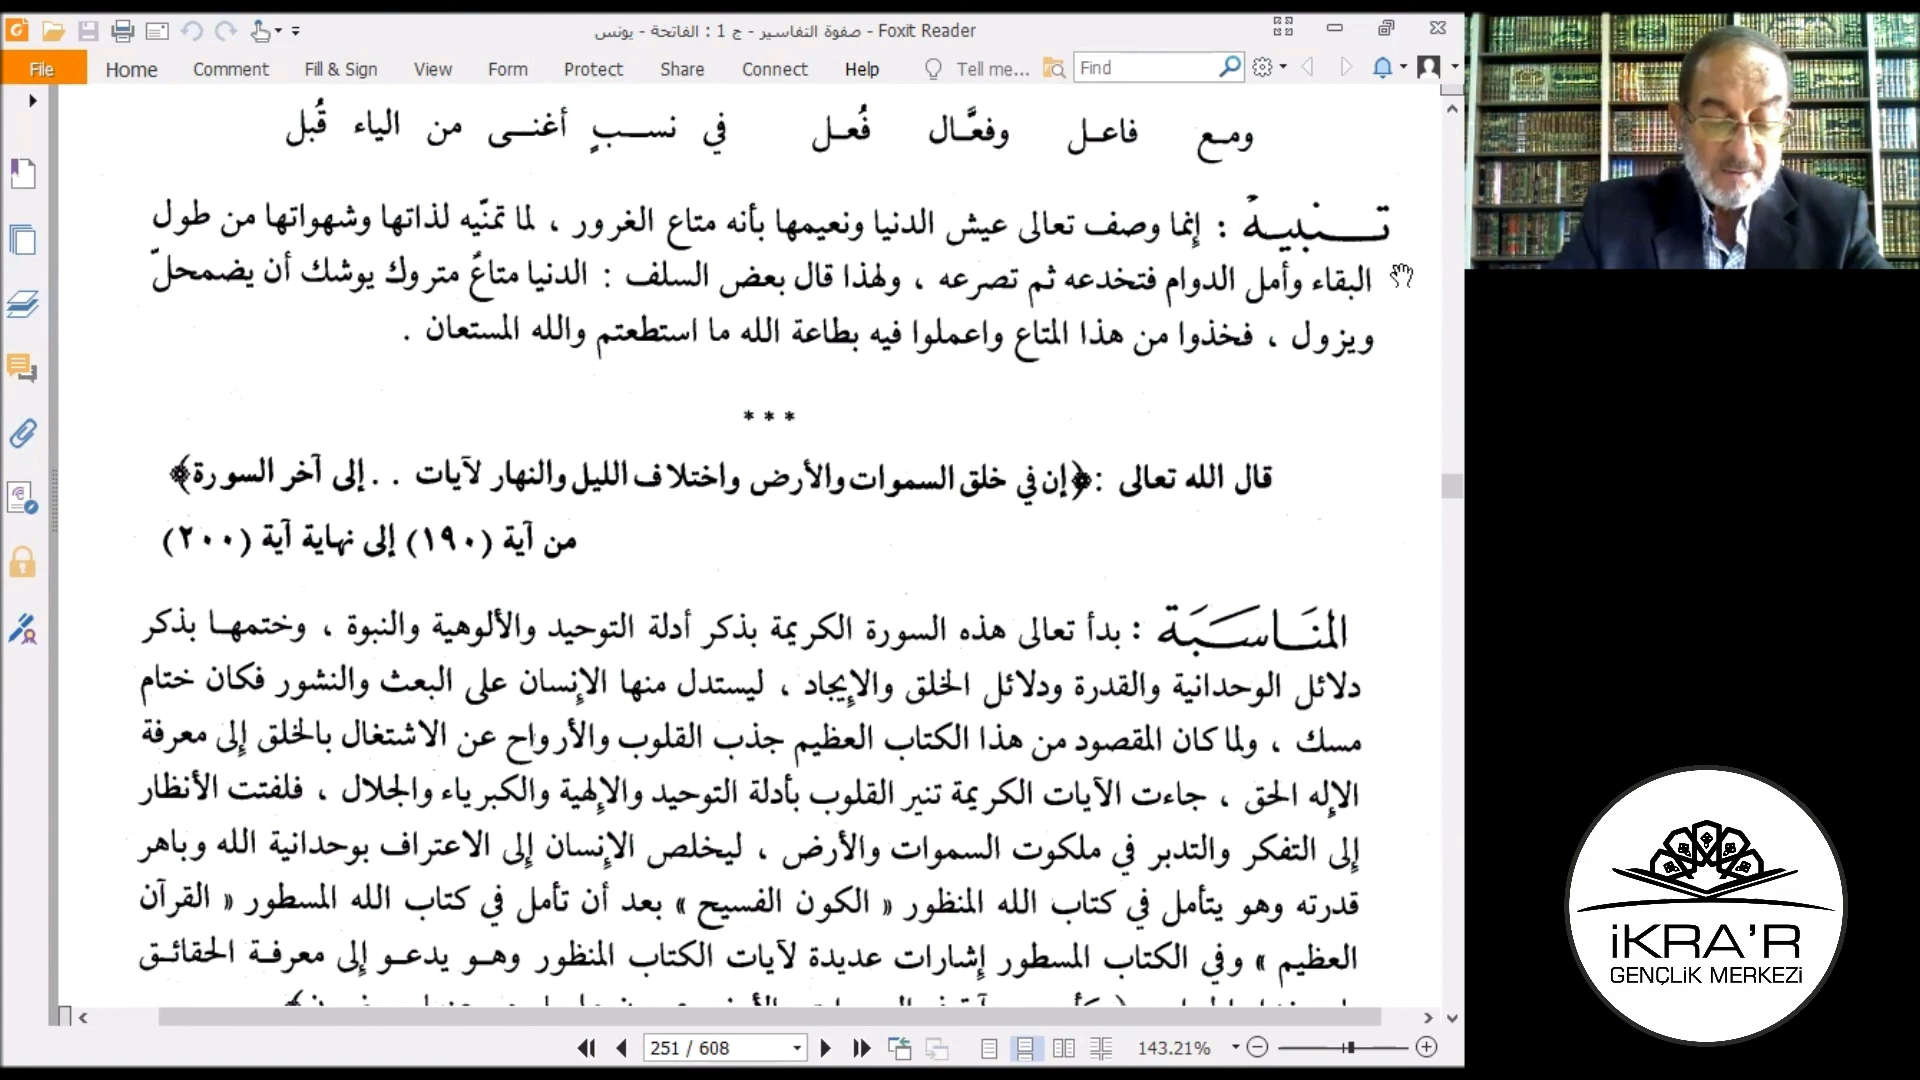 صفوة التفاسير - ج 1 : الفاتحة - يونس - Foxit Reader
File Home Comment Fill & Sign View Form Protect Share Connect Help Tell me... Find
ومع فاعل وفعَّال فُعل في نسبٍ أغنى من الياء قُبل
تنبيه : إنما وصف تعالى عيش الدنيا ونعيمها بأنه متاع الغرور ، لما تمنّيه لذاتها وشهواتها من طول
البقاء وأمل الدوام فتخدعه ثم تصرعه ، ولهذا قال بعض السلف : الدنيا متاعٌ متروك يوشك أن يضمحلّ
ويزول ، فخذوا من هذا المتاع واعملوا فيه بطاعة الله ما استطعتم والله المستعان .
* * *
قال الله تعالى : ﴿إن في خلق السموات والأرض واختلاف الليل والنهار لآيات . . إلى آخر السورة﴾
من آية (١٩٠) إلى نهاية آية (٢٠٠)
المنَاسَبَة : بدأ تعالى هذه السورة الكريمة بذكر أدلة التوحيد والألوهية والنبوة ، وختمها بذكر
دلائل الوحدانية والقدرة ودلائل الخلق والإيجاد ، ليستدل منها الإنسان على البعث والنشور فكان ختام
مسك ، ولما كان المقصود من هذا الكتاب العظيم جذب القلوب والأرواح عن الاشتغال بالخلق إلى معرفة
الإله الحق ، جاءت الآيات الكريمة تنير القلوب بأدلة التوحيد والإلهية والكبرياء والجلال ، فلفتت الأنظار
إلى التفكر والتدبر في ملكوت السموات والأرض ، ليخلص الإنسان إلى الاعتراف بوحدانية الله وباهر
قدرته وهو يتأمل في كتاب الله المنظور « الكون الفسيح » بعد أن تأمل في كتاب الله المسطور « القرآن
العظيم » وفي الكتاب المسطور إشارات عديدة لآيات الكتاب المنظور وهو يدعو إلى معرفة الحقائق
251 / 608
143.21%
iKRA'R
GENÇLiK MERKEZi